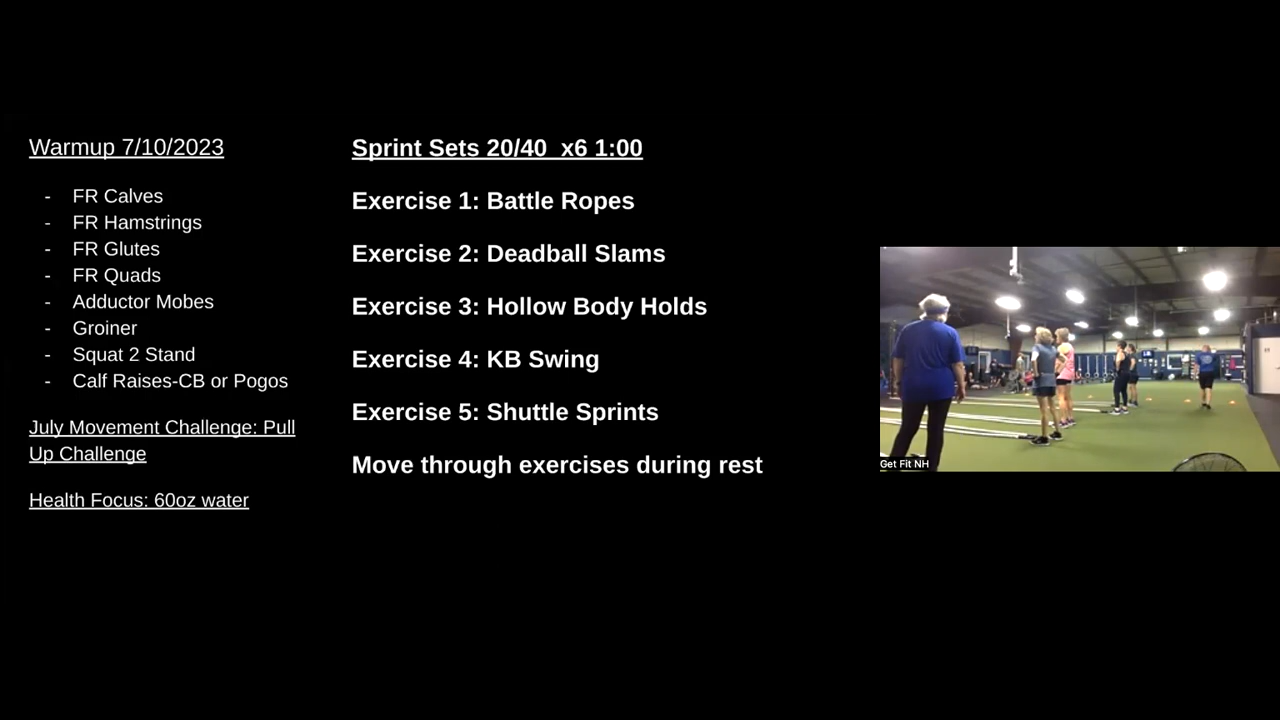 Warmup 7/10/2023
- FR Calves
- FR Hamstrings
- FR Glutes
- FR Quads
- Adductor Mobes
- Groiner
- Squat 2 Stand
- Calf Raises-CB or Pogos
July Movement Challenge: Pull
Up Challenge
Health Focus: 60oz water
Sprint Sets 20/40 x6 1:00
Exercise 1: Battle Ropes
Exercise 2: Deadball Slams
Exercise 3: Hollow Body Holds
Exercise 4: KB Swing
Exercise 5: Shuttle Sprints
Move through exercises during rest
Get Fit NH